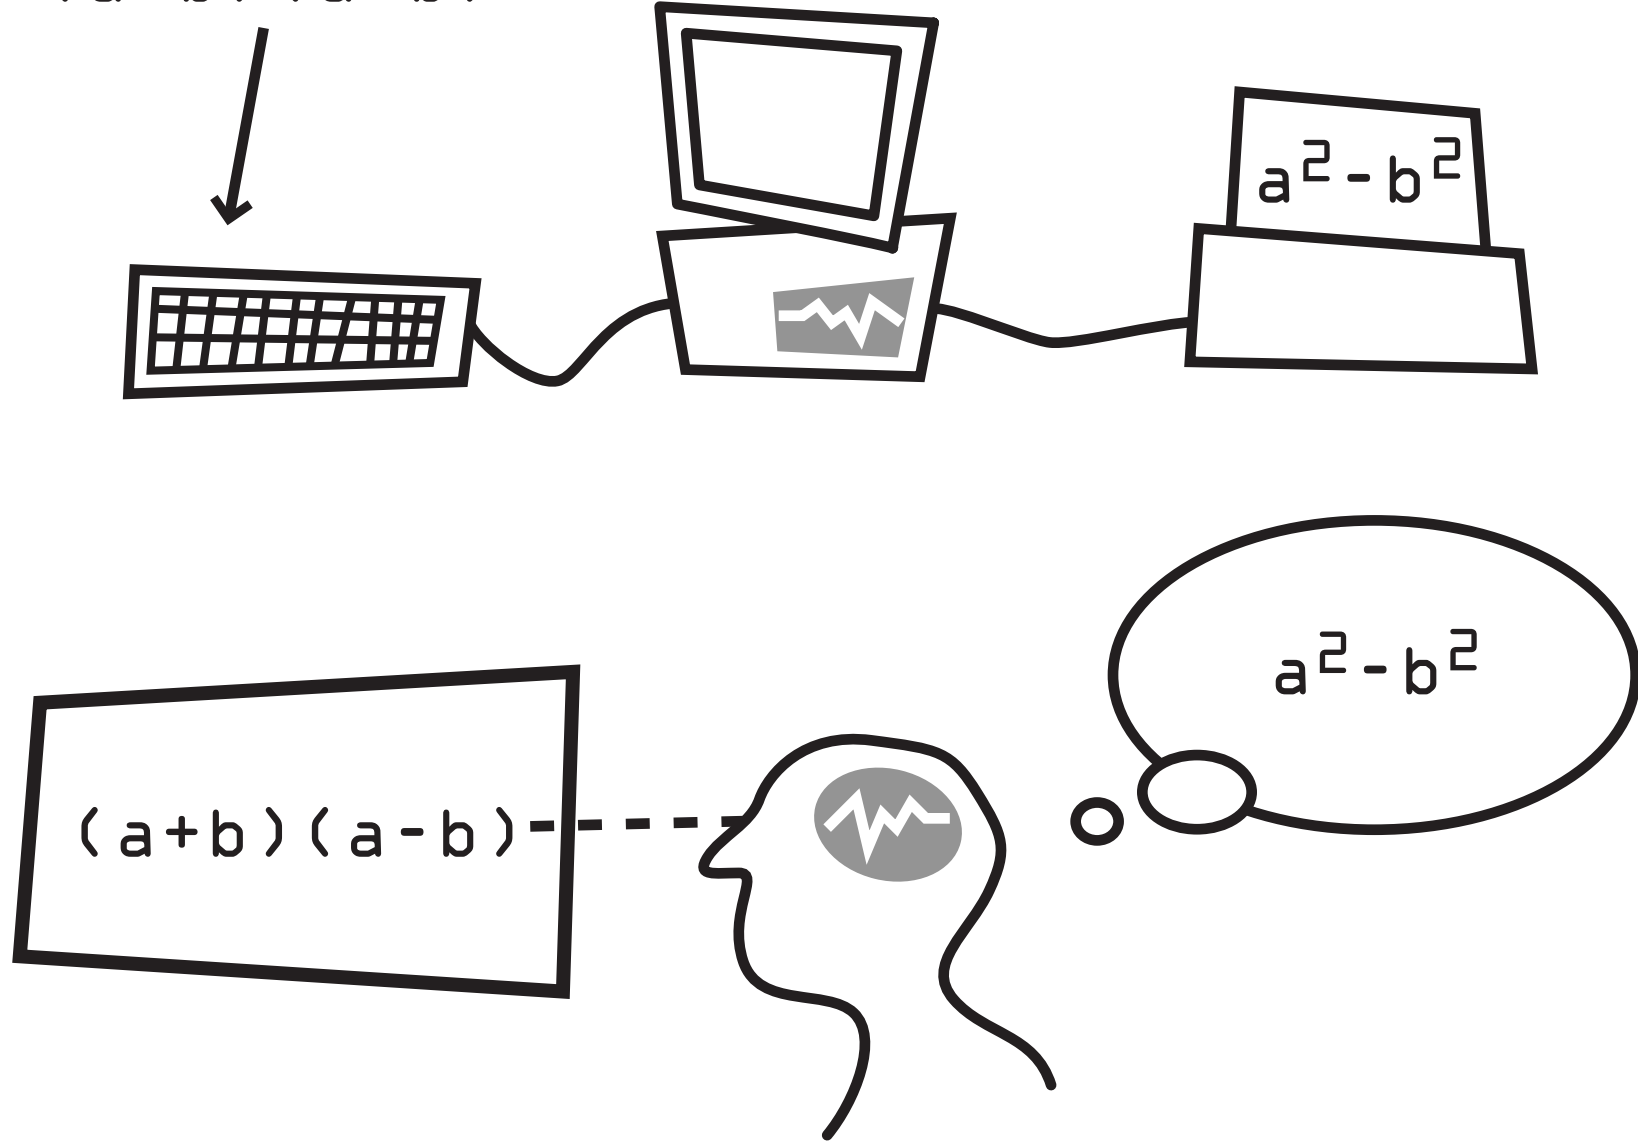 a² - b²
a² - b²
(a+b)(a-b)